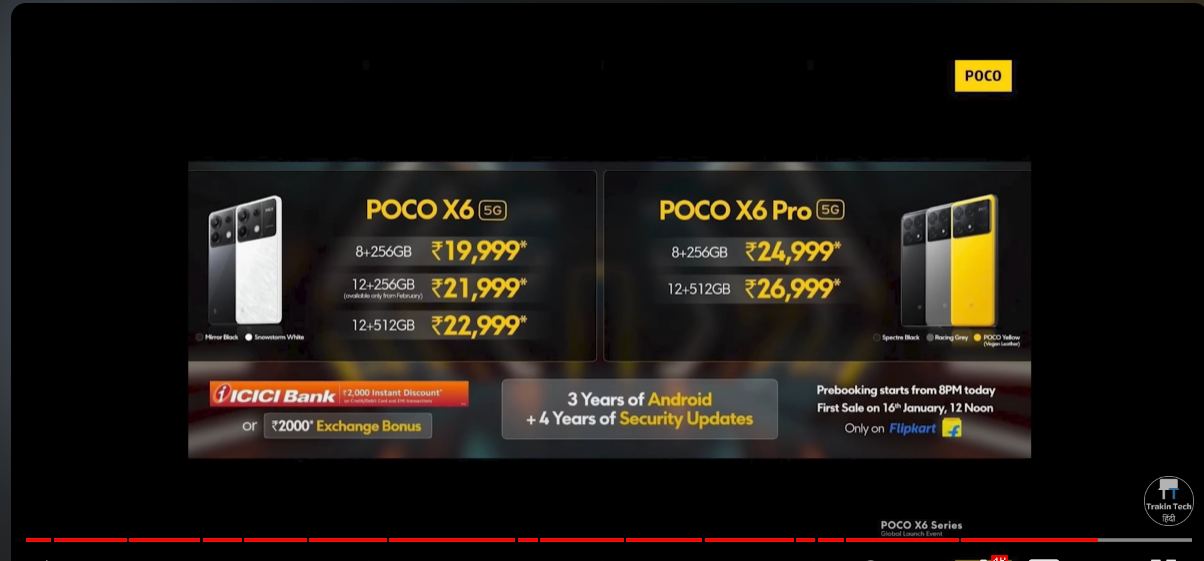 POCO
POCO X6 5G
8+256GB ₹19,999*
12+256GB ₹21,999*
(available only from February)
12+512GB ₹22,999*
Mirror Black Snowstorm White
POCO X6 Pro 5G
8+256GB ₹24,999*
12+512GB ₹26,999*
Spectre Black Racing Grey POCO Yellow
(Vegan Leather)
ICICI Bank ₹2,000 Instant Discount*
on Credit/Debit Card and EMI transactions
or ₹2000* Exchange Bonus
3 Years of Android
+ 4 Years of Security Updates
Prebooking starts from 8PM today
First Sale on 16th January, 12 Noon
Only on Flipkart
Trakin Tech
हिंदी
POCO X6 Series
Global Launch Event
4K